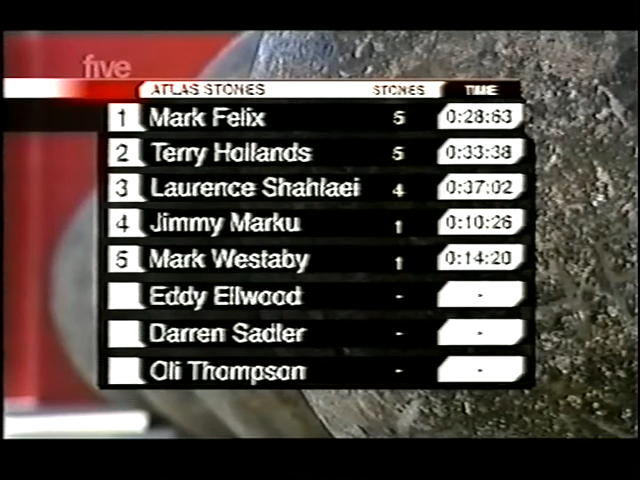 five
ATLAS STONES STONES TIME
1 Mark Felix 5 0:28:63
2 Terry Hollands 5 0:33:38
3 Laurence Shahlaei 4 0:37:02
4 Jimmy Marku 1 0:10:26
5 Mark Westaby 1 0:14:20
Eddy Ellwood - -
Darren Sadler - -
Oli Thompson - -